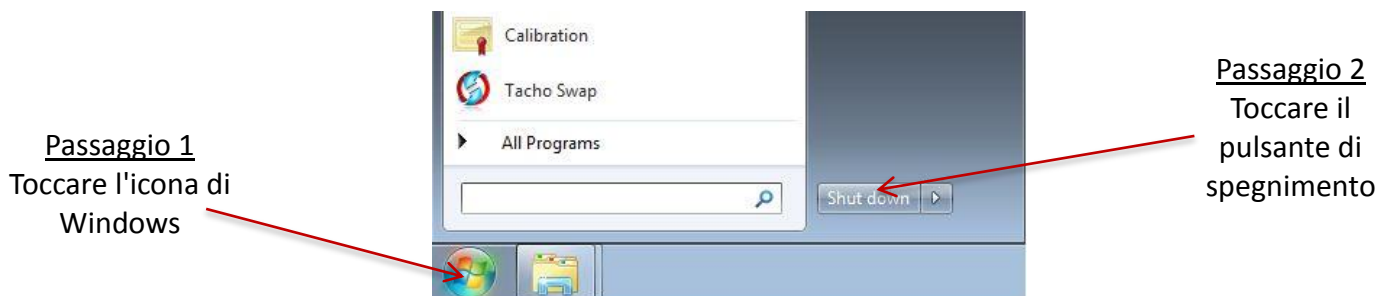 Calibration
Tacho Swap
All Programs
Shut down
Passaggio 1
Toccare l'icona di
Windows
Passaggio 2
Toccare il
pulsante di
spegnimento